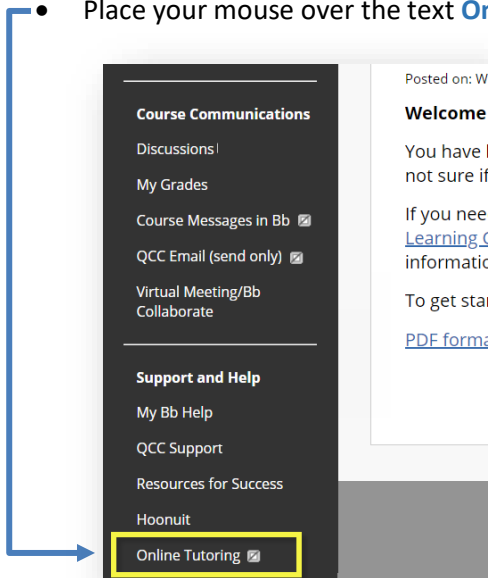 • Place your mouse over the text
Course Communications
Discussions
My Grades
Course Messages in Bb
QCC Email (send only)
Virtual Meeting/Bb
Collaborate
Support and Help
My Bb Help
QCC Support
Resources for Success
Hoonuit
Online Tutoring
Posted on: W
Welcome
You have
not sure if
If you nee
Learning
informatio
To get sta
PDF forma